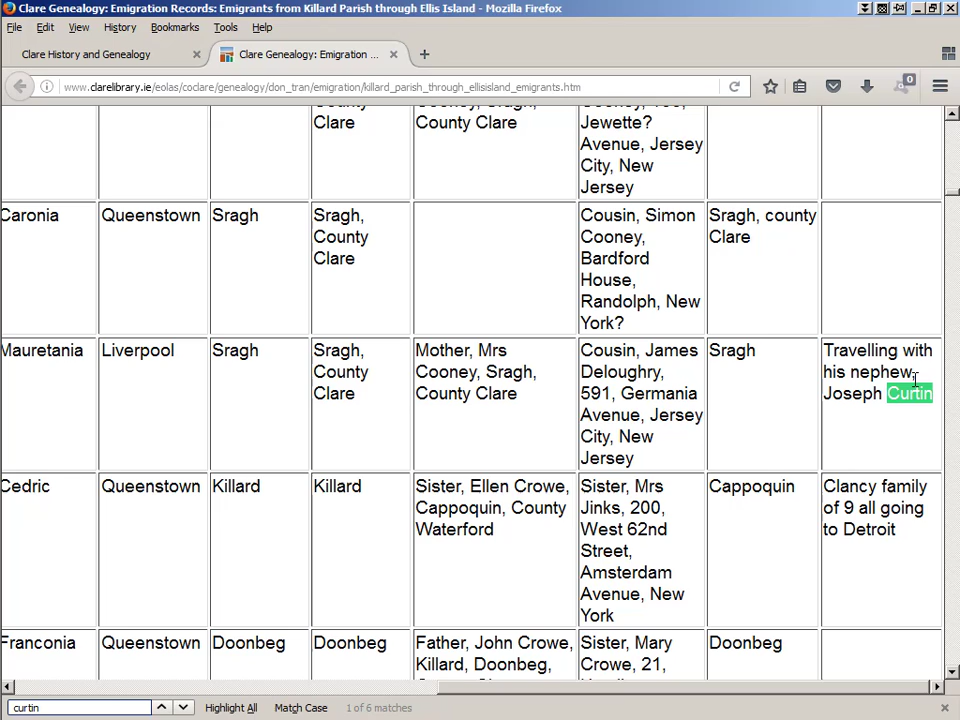 Clare Genealogy: Emigration Records: Emigrants from Killard Parish through Ellis Island - Mozilla Firefox
File Edit View History Bookmarks Tools Help
Clare History and Genealogy
Clare Genealogy: Emigration ...
www.clarelibrary.ie/eolas/coclare/genealogy/don_tran/emigration/killard_parish_through_ellisisland_emigrants.htm
0
County
Clare
Cooney, Sragh,
County Clare
Jewette?
Avenue, Jersey
City, New
Jersey
Caronia
Queenstown
Sragh
Sragh,
County
Clare
Cousin, Simon
Cooney,
Bardford
House,
Randolph, New
York?
Sragh, county
Clare
Mauretania
Liverpool
Sragh
Sragh,
County
Clare
Mother, Mrs
Cooney, Sragh,
County Clare
Cousin, James
Deloughry,
591, Germania
Avenue, Jersey
City, New
Jersey
Sragh
Travelling with
his nephew,
Joseph Curtin
Cedric
Queenstown
Killard
Killard
Sister, Ellen Crowe,
Cappoquin, County
Waterford
Sister, Mrs
Jinks, 200,
West 62nd
Street,
Amsterdam
Avenue, New
York
Cappoquin
Clancy family
of 9 all going
to Detroit
Franconia
Queenstown
Doonbeg
Doonbeg
Father, John Crowe,
Killard, Doonbeg,
Sister, Mary
Crowe, 21,
Doonbeg
curtin
Highlight All
Match Case
1 of 6 matches